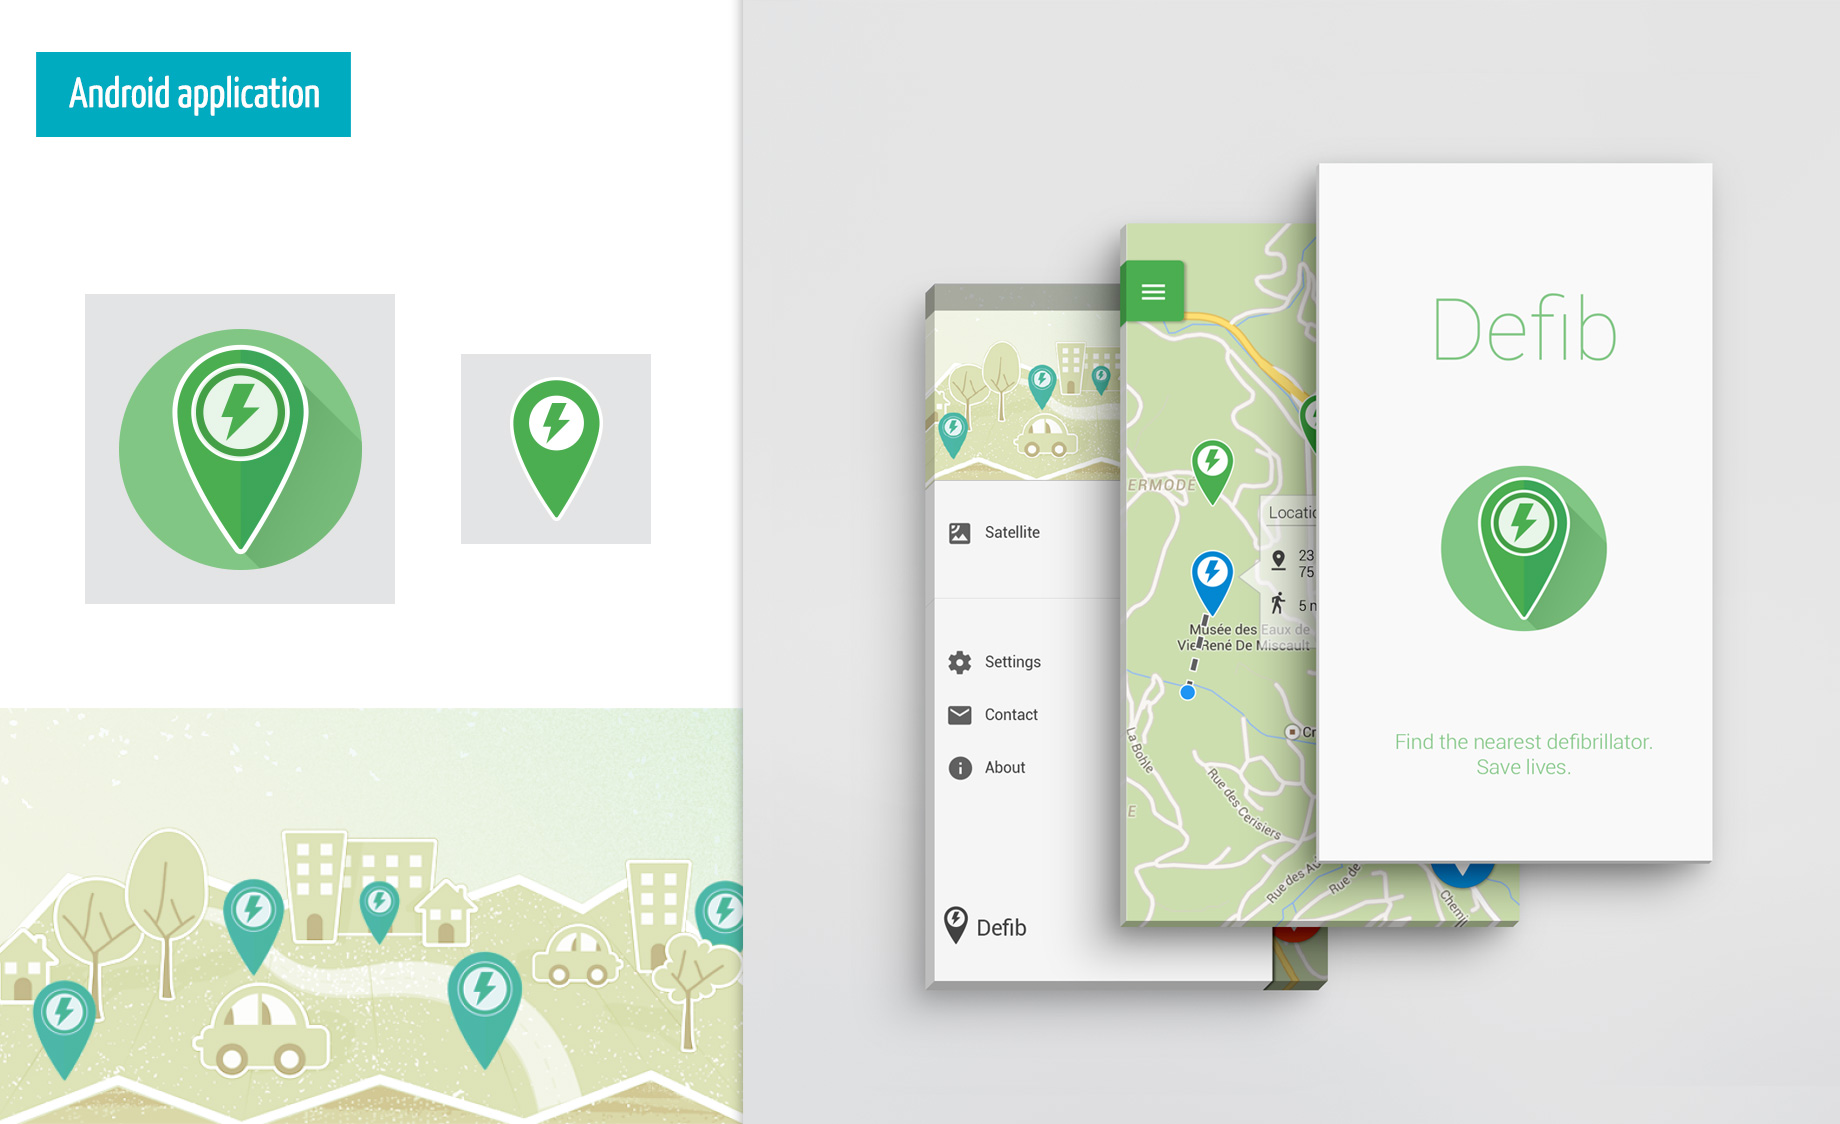 Android application
Satellite
Settings
Contact
About
Defib
ERMODE
Locatio
23
75
5 m
Musée des Eaux de
Vie René De Miscault
Cr
La Bohle
E
Rue des Cerisiers
Rue des Au
Rue de
Chemi
Defib
Find the nearest defibrillator.
Save lives.